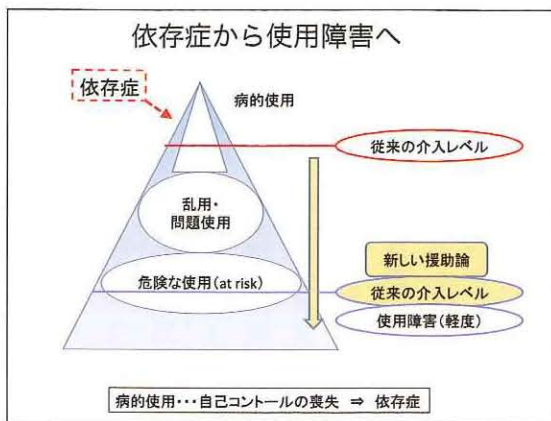 依存症から使用障害へ
依存症
病的使用
従来の介入レベル
乱用・
問題使用
新しい援助論
危険な使用(at risk)
従来の介入レベル
使用障害(軽度)
病的使用・・・自己コントロールの喪失 ⇒ 依存症